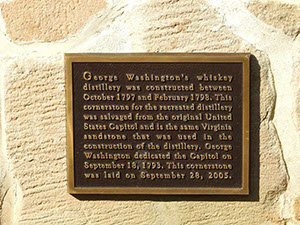 George Washington's whiskey
distillery was constructed between
October 1797 and February 1798. This
cornerstone for the recreated distillery
was salvaged from the original United
States Capitol and is the same Virginia
sandstone that was used in the
construction of the distillery. George
Washington dedicated the Capitol on
September 18, 1793. This cornerstone
was laid on September 28, 2005.